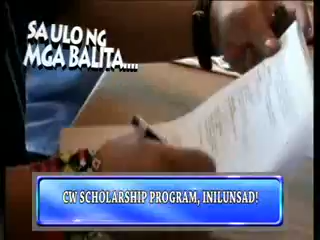 SA ULO NG
MGA BALITA....
CW SCHOLARSHIP PROGRAM, INILUNSAD!